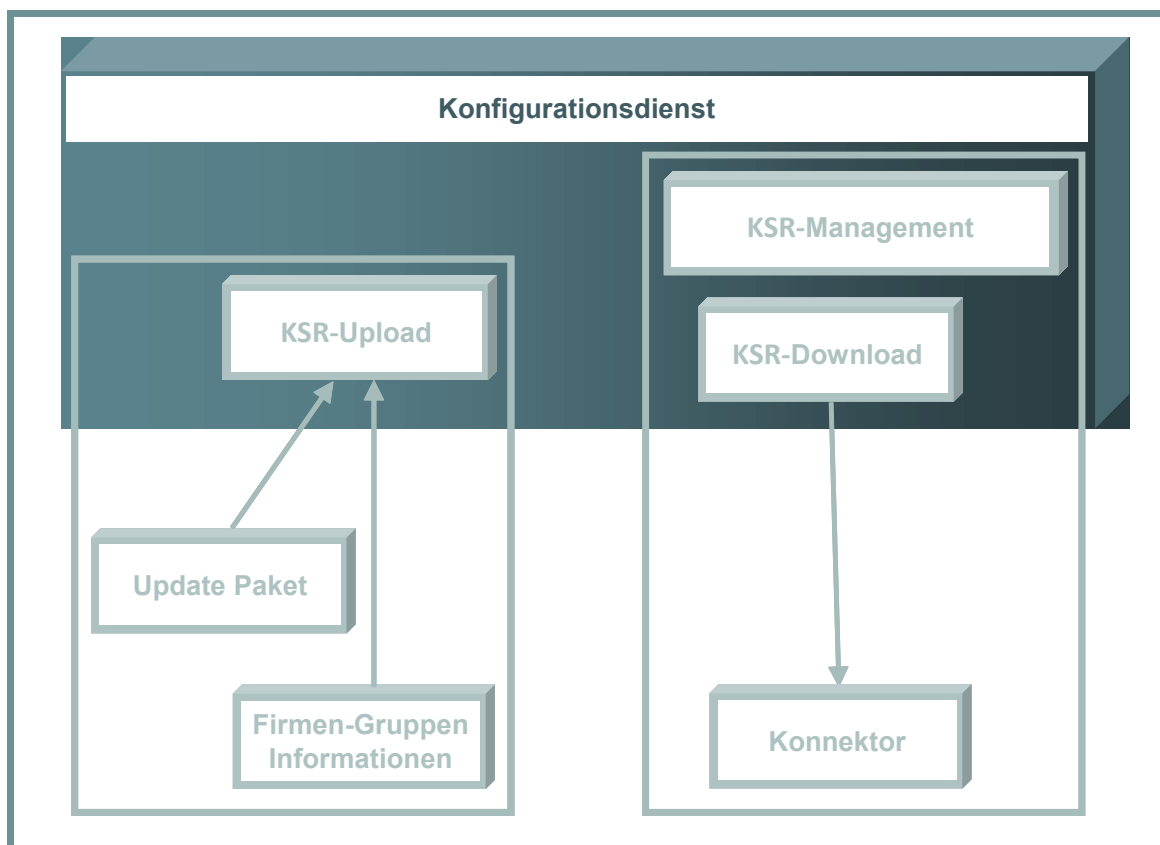 Konfigurationsdienst
KSR-Management
KSR-Upload
KSR-Download
Update Paket
Firmen-Gruppen
Informationen
Konnektor